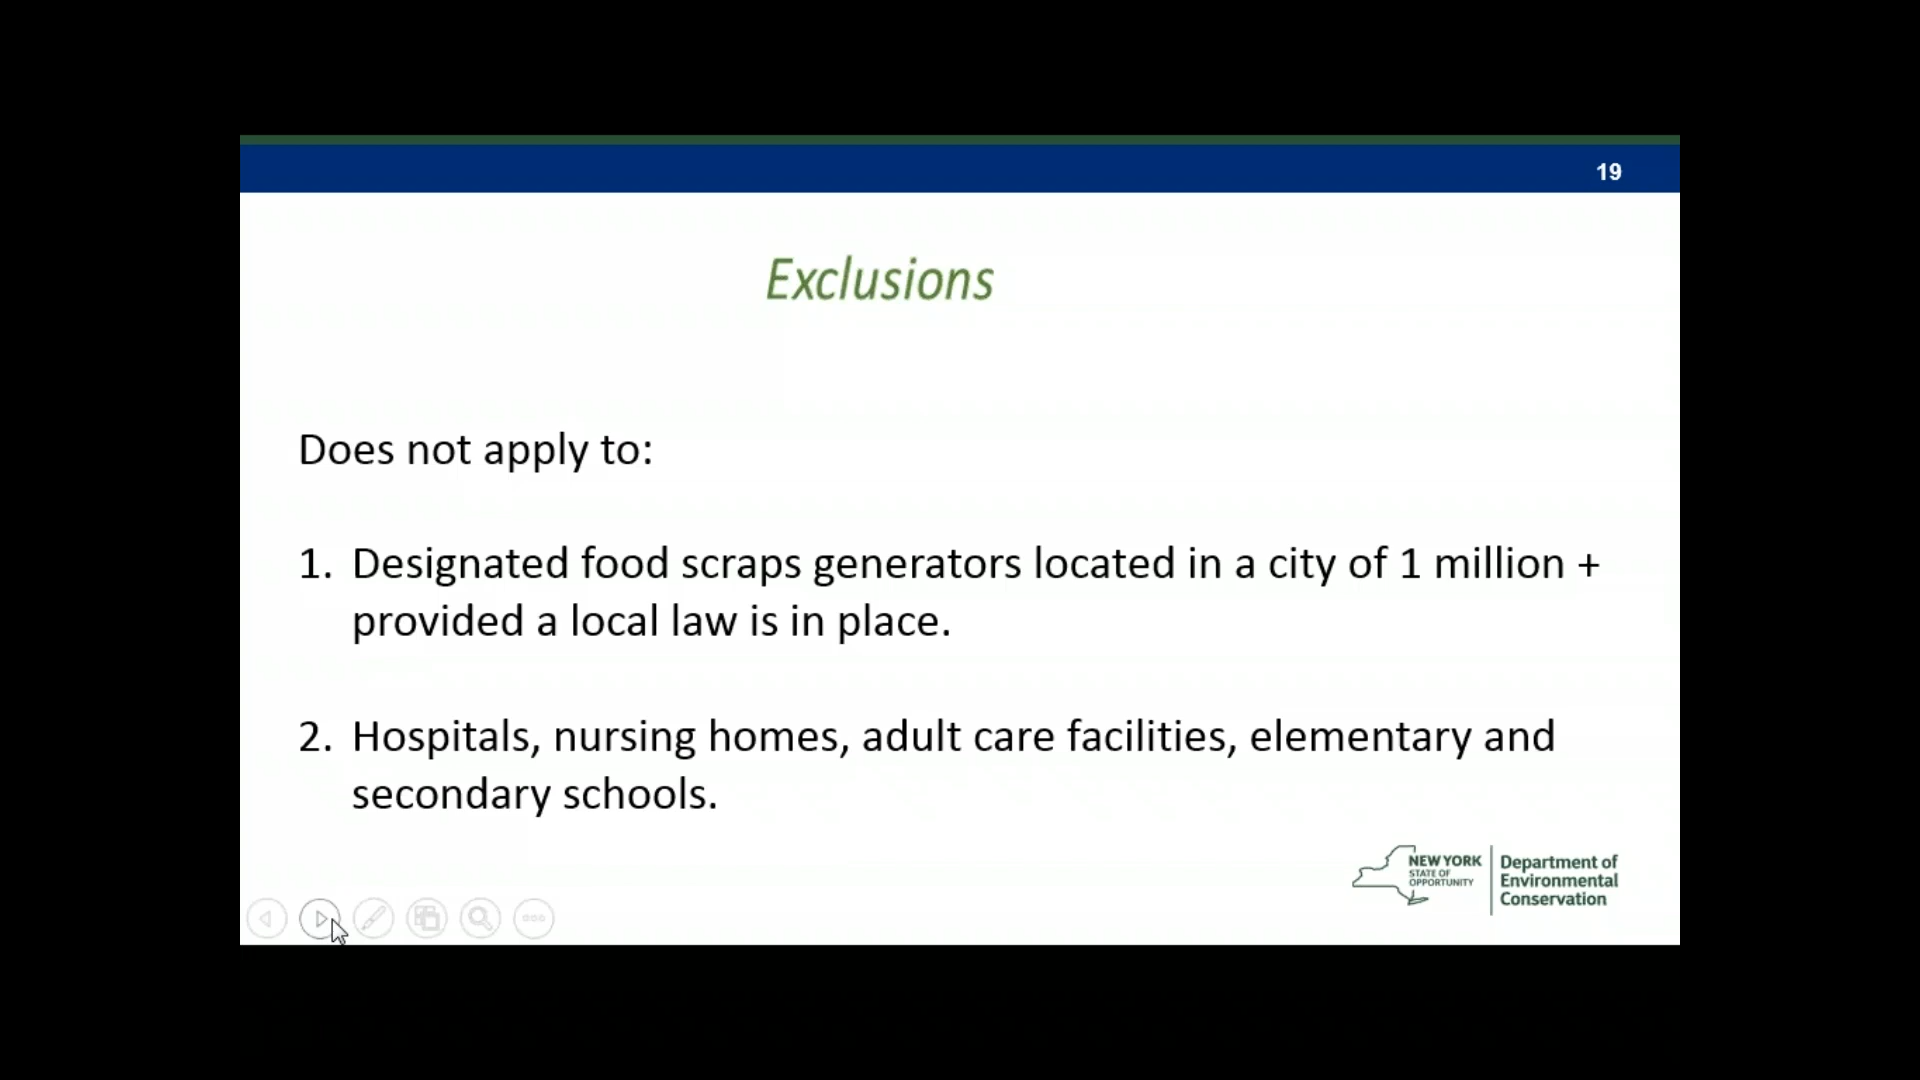 19
Exclusions
Does not apply to:
1. Designated food scraps generators located in a city of 1 million +
provided a local law is in place.
2. Hospitals, nursing homes, adult care facilities, elementary and
secondary schools.
NEW YORK
STATE OF
OPPORTUNITY
Department of
Environmental
Conservation